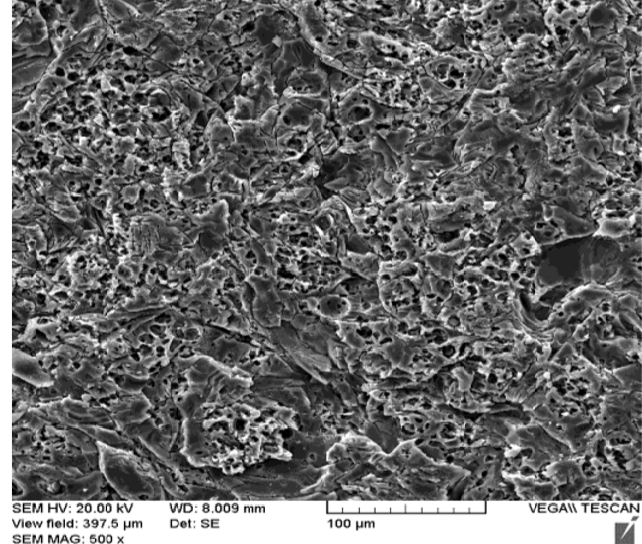 SEM HV: 20.00 kV WD: 8.009 mm VEGA\\ TESCAN
View field: 397.5 µm Det: SE 100 µm
SEM MAG: 500 x